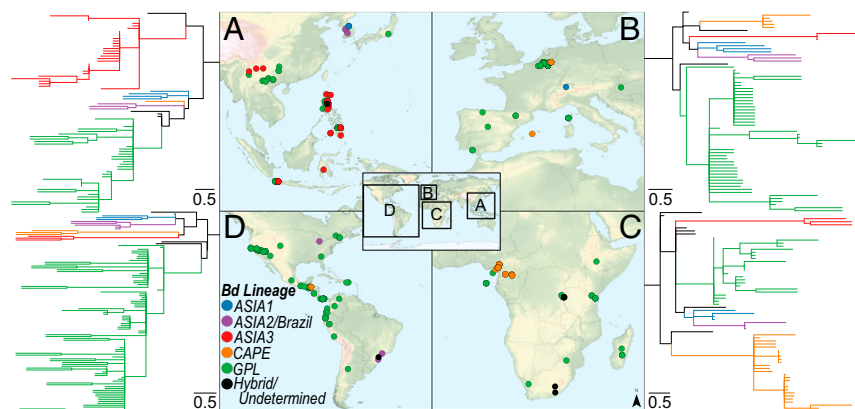 A
B
0.5
0.5
B
A
C
D
D
C
Bd Lineage
ASIA1
ASIA2/Brazil
ASIA3
CAPE
GPL
Hybrid/
Undetermined
N
0.5
0.5